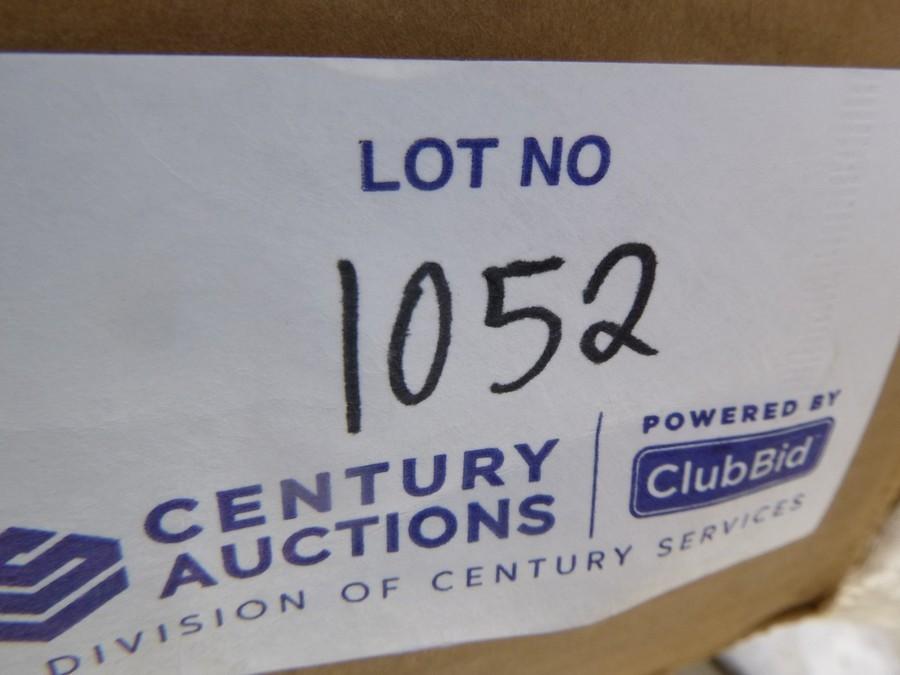 LOT NO
1052
CENTURY
AUCTIONS
DIVISION OF CENTURY SERVICES
POWERED BY
ClubBid